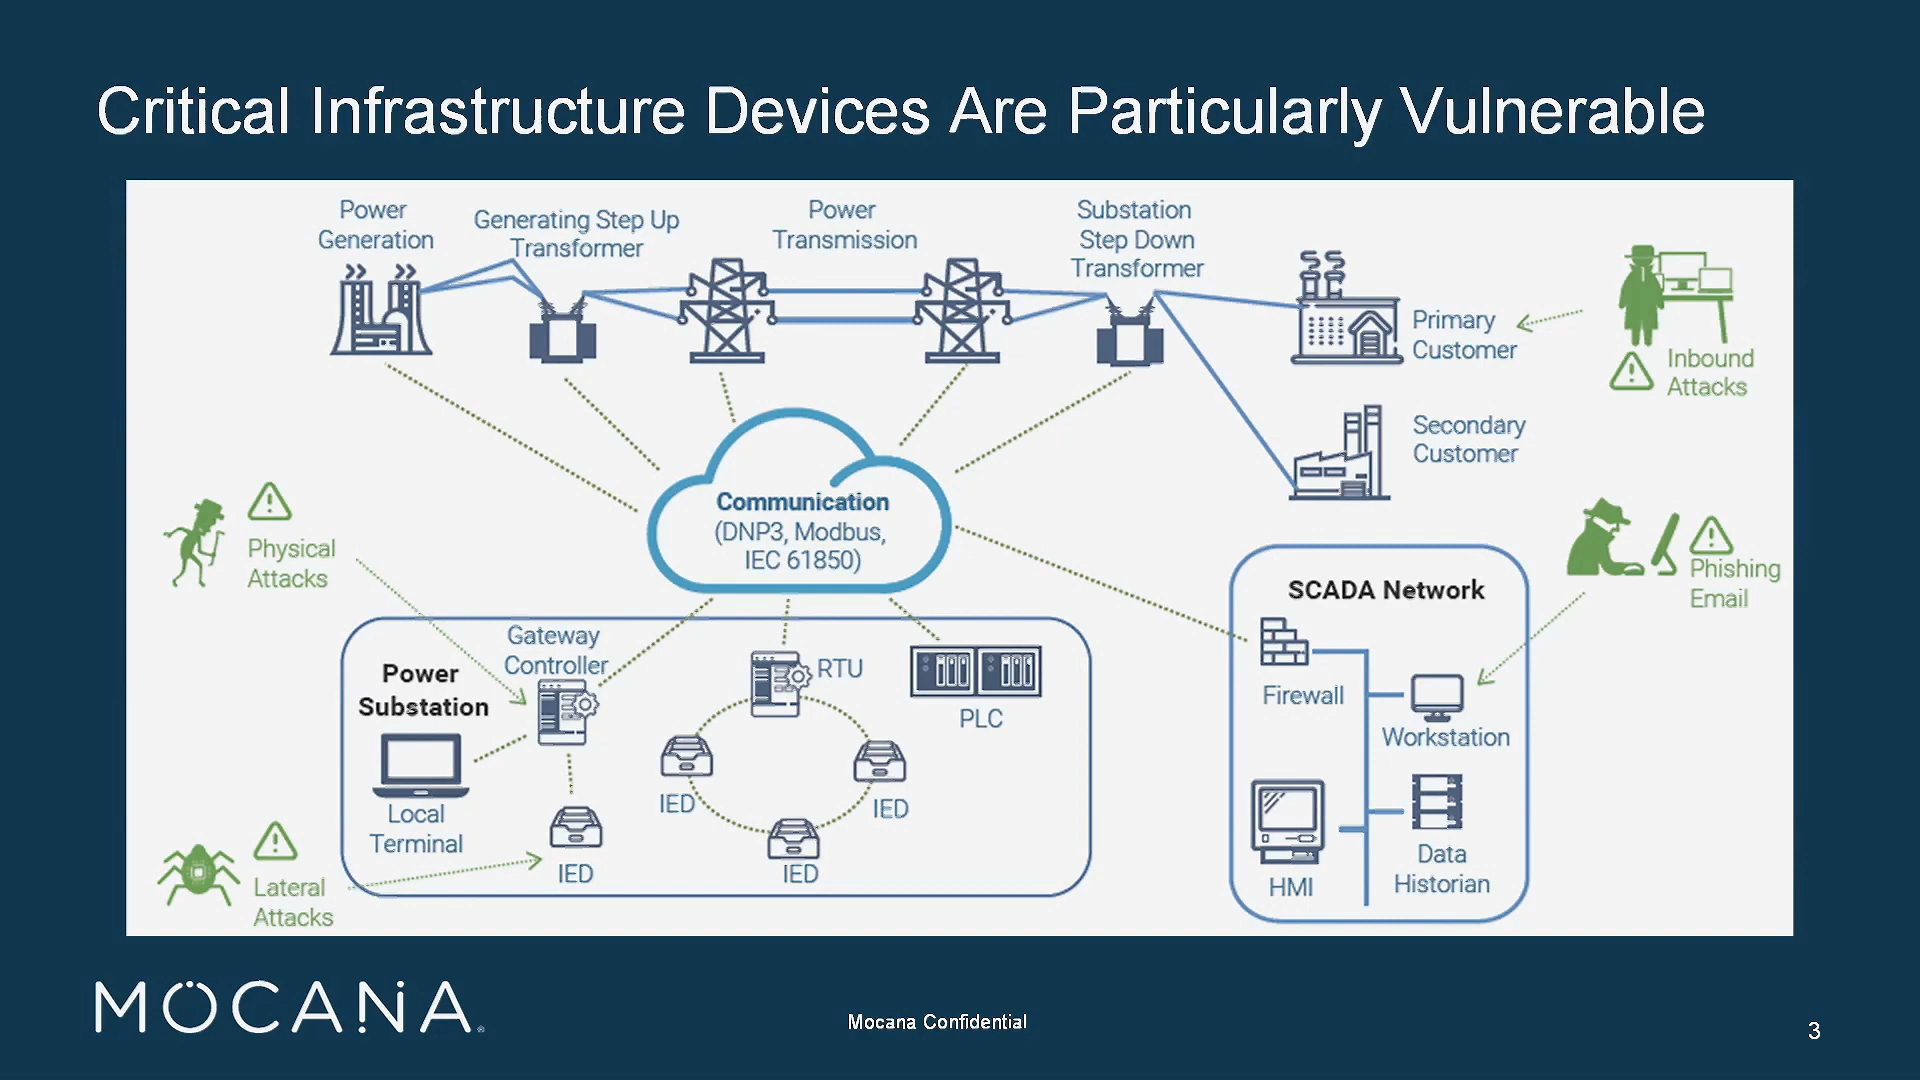 Critical Infrastructure Devices Are Particularly Vulnerable
Power
Generation
Generating Step Up
Transformer
Power
Transmission
Substation
Step Down
Transformer
Primary
Customer
Inbound
Attacks
Secondary
Customer
Communication
(DNP3, Modbus,
IEC 61850)
Physical
Attacks
Phishing
Email
Power
Substation
Gateway
Controller
RTU
PLC
Local
Terminal
IED
IED
IED
IED
Lateral
Attacks
SCADA Network
Firewall
Workstation
HMI
Data
Historian
MOCANA
Mocana Confidential
3